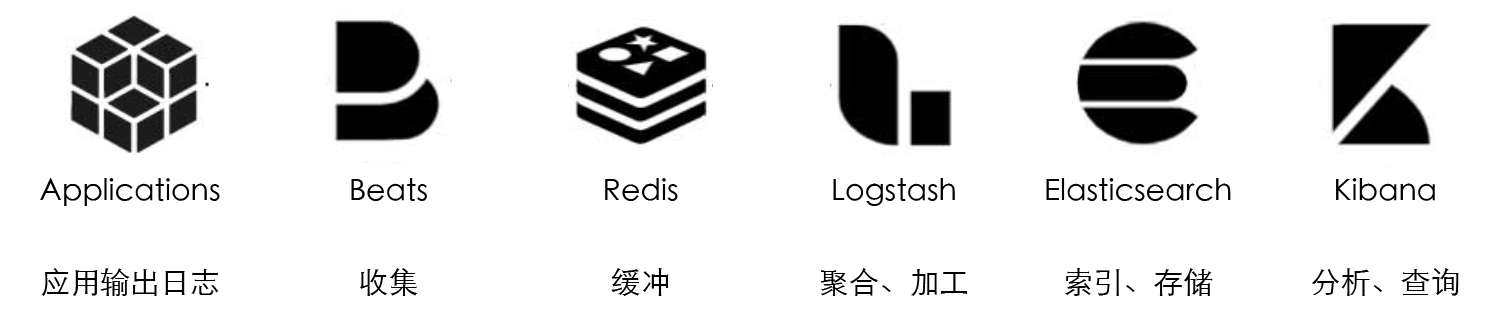 Applications Beats Redis Logstash Elasticsearch Kibana
应用输出日志 收集 缓冲 聚合、加工 索引、存储 分析、查询